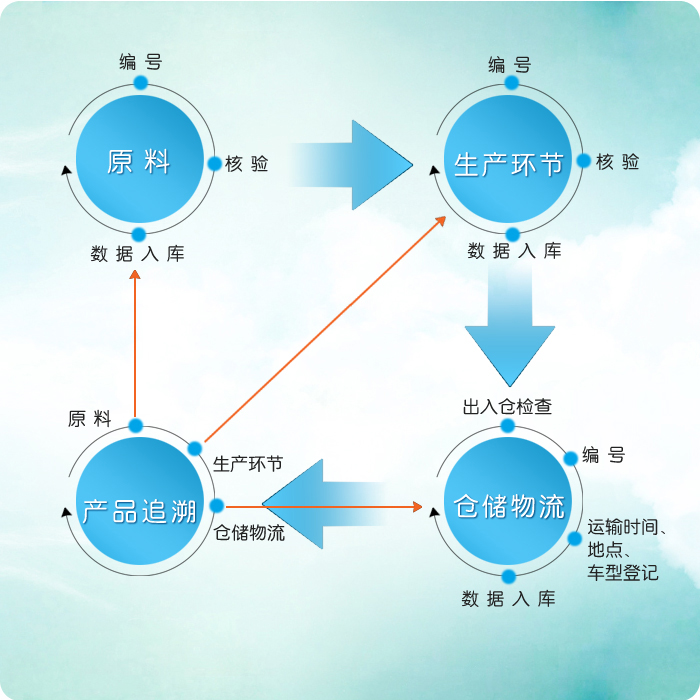 编号
原料
核验
数据入库
编号
生产环节
核验
数据入库
原料
产品追溯
生产环节
仓储物流
出入仓检查
仓储物流
编号
运输时间、
地点、
车型登记
数据入库